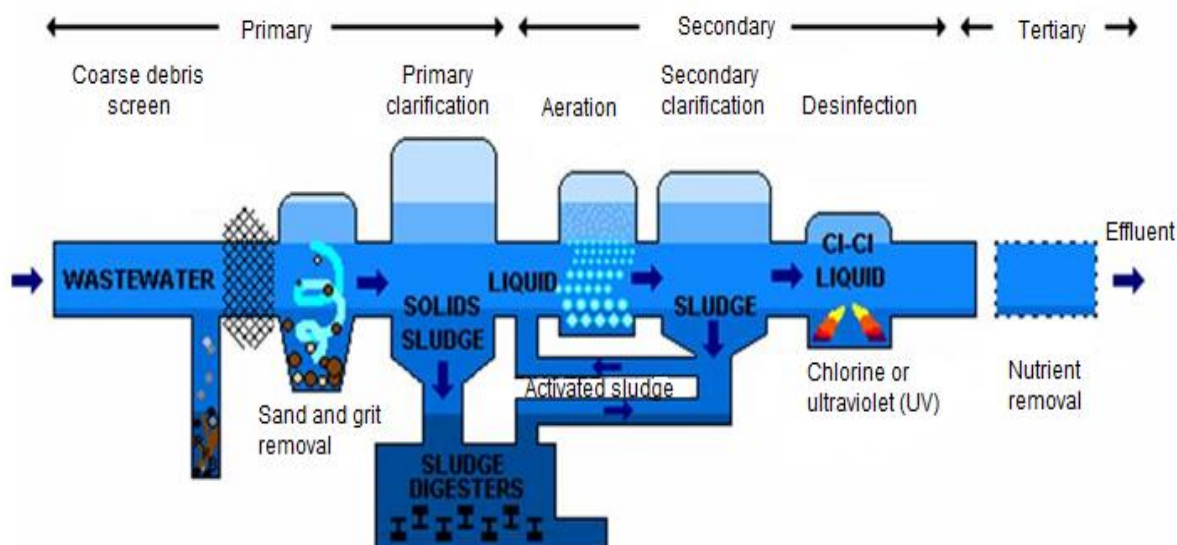 Primary
Secondary
Tertiary
Coarse debris
screen
Primary
clarification
Aeration
Secondary
clarification
Desinfection
WASTEWATER
SOLIDS
SLUDGE
LIQUID
SLUDGE
Cl-Cl
LIQUID
Effluent
Sand and grit
removal
Activated sludge
Chlorine or
ultraviolet (UV)
Nutrient
removal
SLUDGE
DIGESTERS